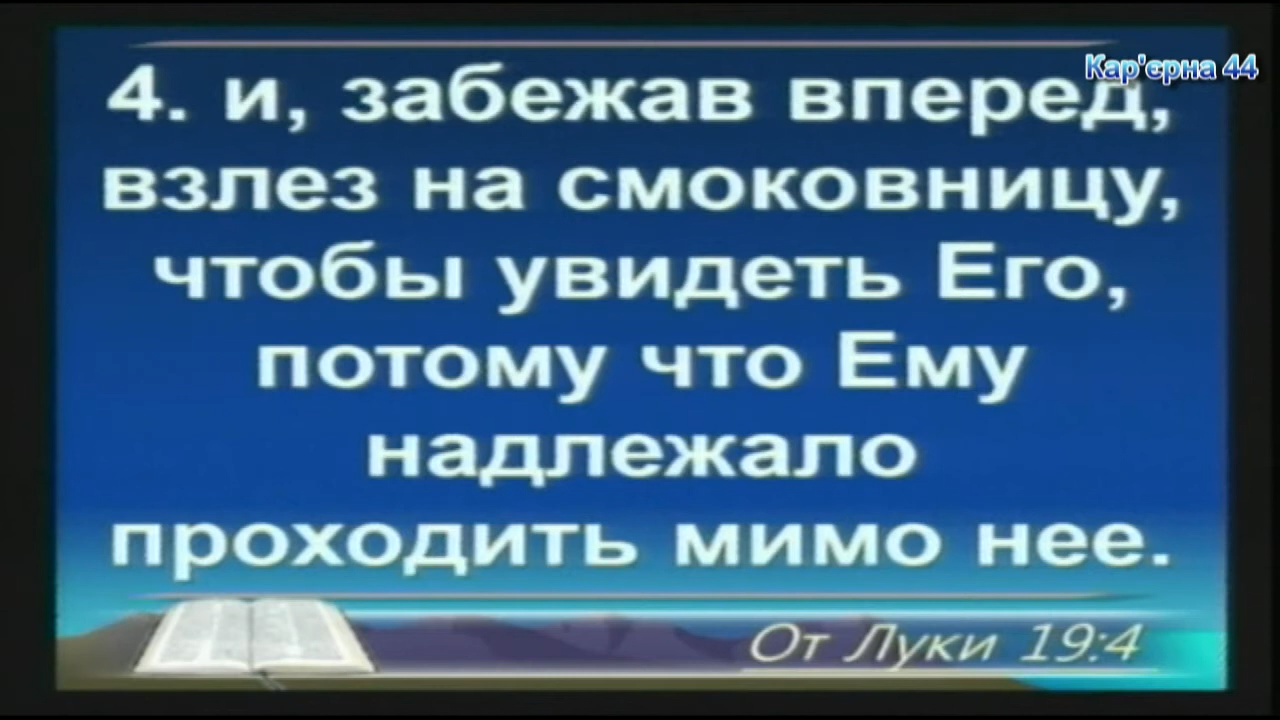 Кар'єрна 44
4. и, забежав вперед,
взлез на смоковницу,
чтобы увидеть Его,
потому что Ему
надлежало
проходить мимо нее.
От Луки 19:4